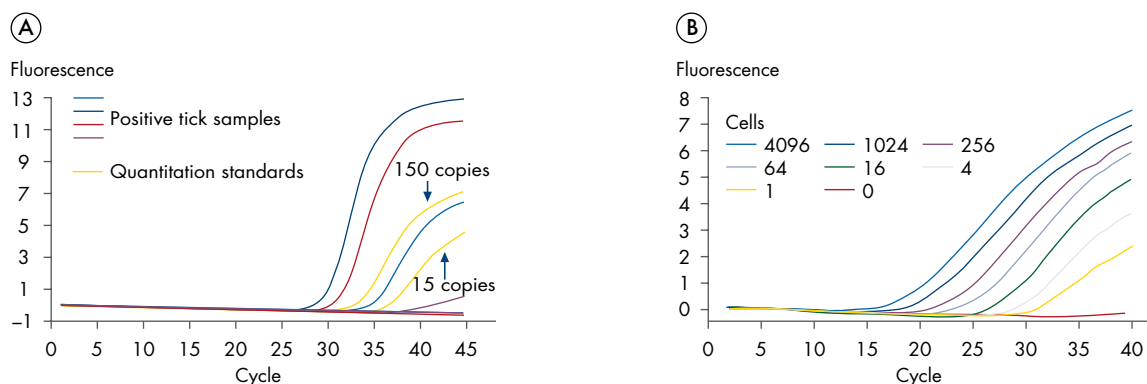 A
Fluorescence
13
11
9
7
5
3
1
–1
Positive tick samples
Quantitation standards
150 copies
15 copies
0 5 10 15 20 25 30 35 40 45
Cycle
B
Fluorescence
8
7
6
5
4
3
2
1
0
Cells
4096 1024 256
64 16 4
1 0
0 5 10 15 20 25 30 35 40
Cycle